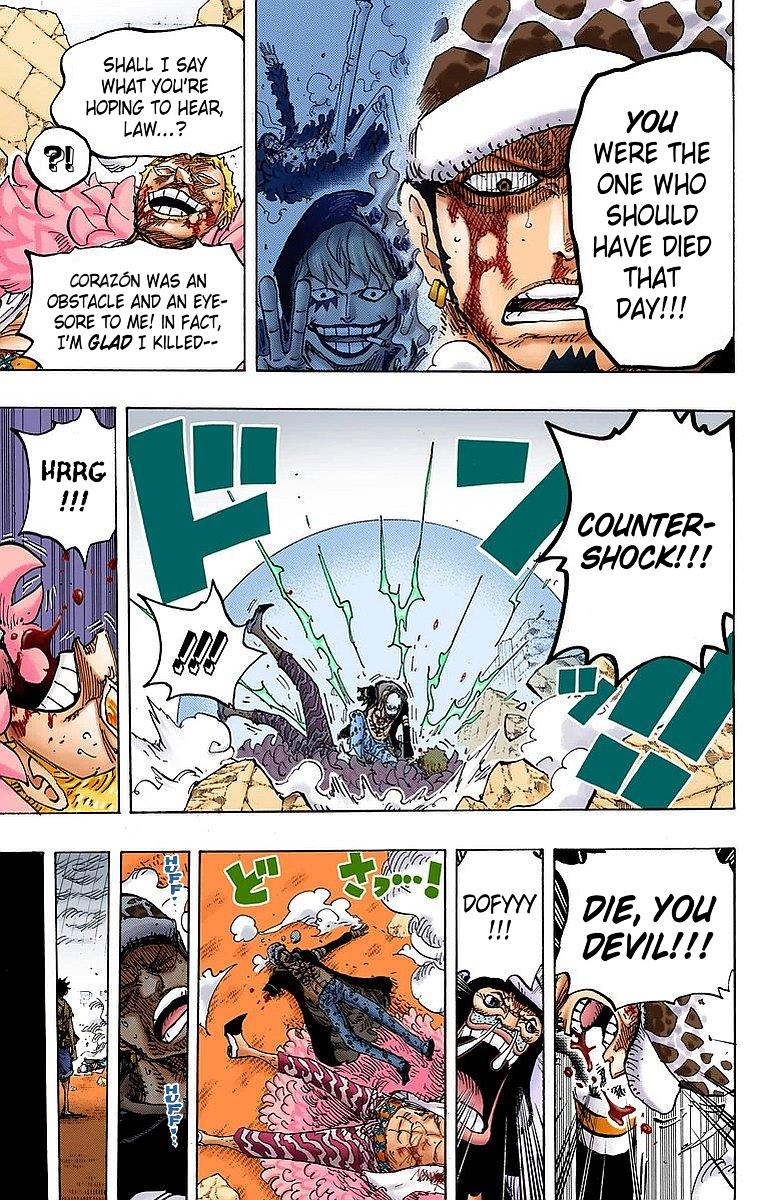 YOU
WERE THE
ONE WHO
SHOULD
HAVE DIED
THAT
DAY!!!
SHALL I SAY
WHAT YOU'RE
HOPING TO HEAR,
LAW...?
?!
CORAZÓN WAS AN
OBSTACLE AND AN EYE-
SORE TO ME! IN FACT,
I'M GLAD I KILLED--
COUNTER-
SHOCK!!!
ドンッ!!!
!!!!
HRRG
!!!
DIE, YOU
DEVIL!!!
DOFYYY
!!!
どさっ…!
HUFF..
HUFF..